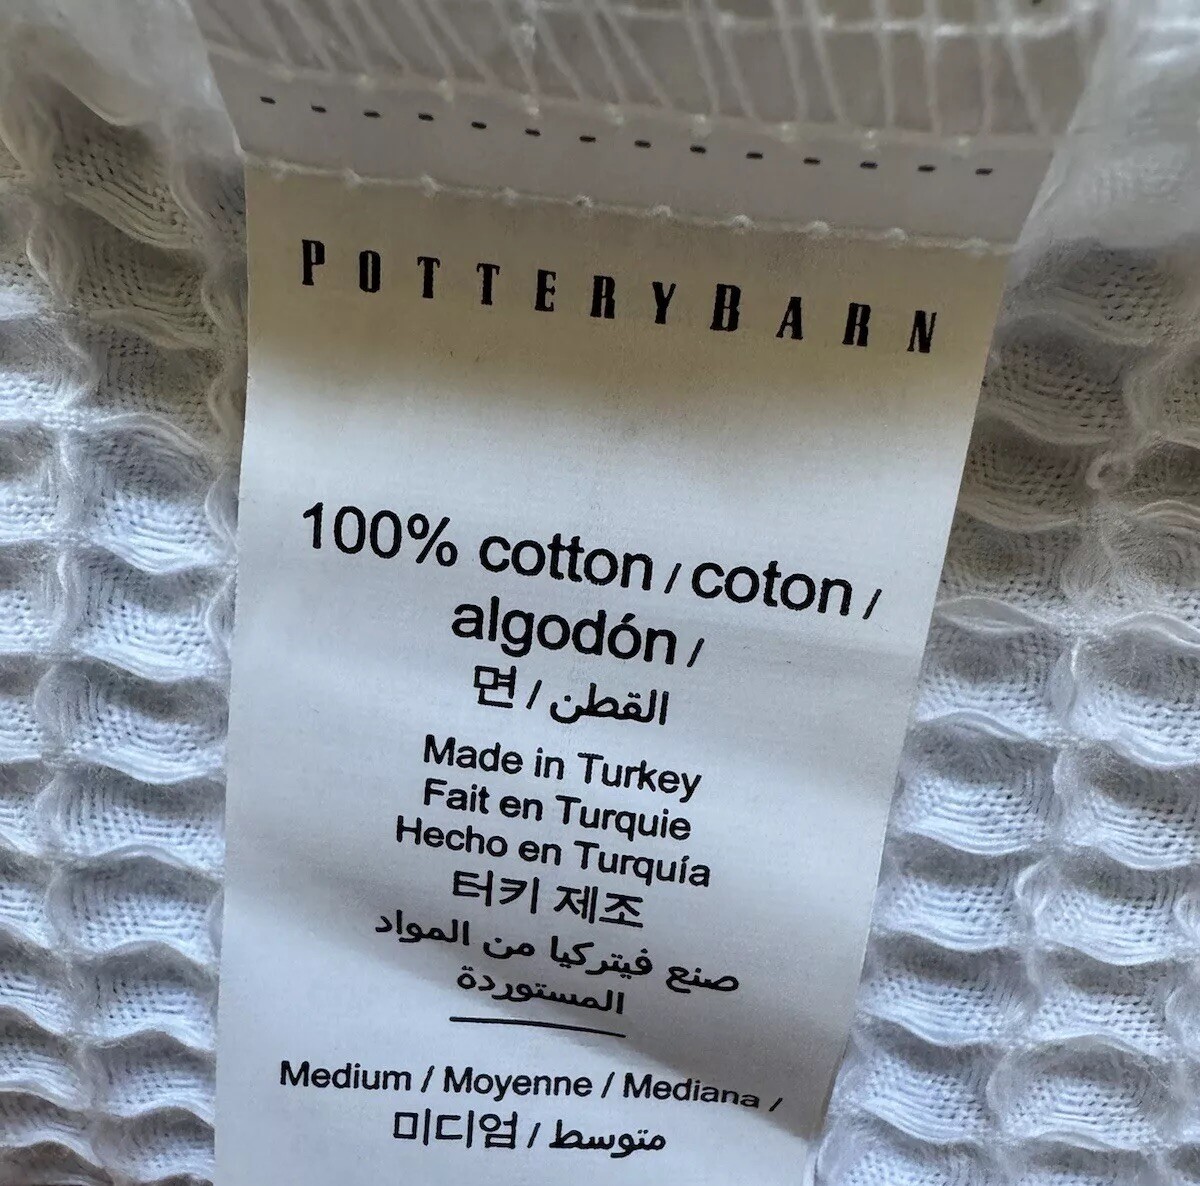 POTTERYBARN
100% cotton / coton /
algodón /
면 / القطن
Made in Turkey
Fait en Turquie
Hecho en Turquía
터키 제조
صنع فيتركيا من المواد
المستوردة
Medium / Moyenne / Mediana /
미디엄 / متوسط